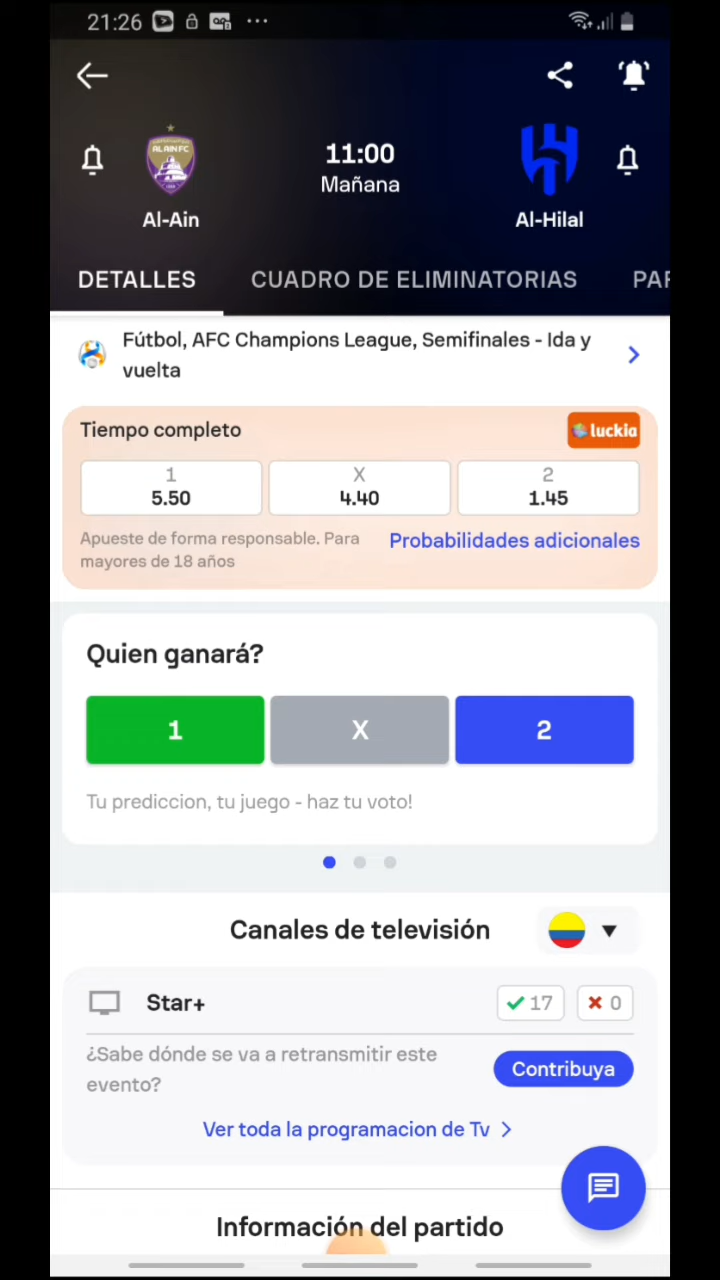 21:26
11:00
Mañana
AL AIN FC
Al-Ain
Al-Hilal
DETALLES
CUADRO DE ELIMINATORIAS
PAR
Fútbol, AFC Champions League, Semifinales - Ida y
vuelta
Tiempo completo
luckia
1
X
2
5.50
4.40
1.45
Apueste de forma responsable. Para
mayores de 18 años
Probabilidades adicionales
Quien ganará?
1
X
2
Tu prediccion, tu juego - haz tu voto!
Canales de televisión
Star+
17
0
¿Sabe dónde se va a retransmitir este
evento?
Contribuya
Ver toda la programacion de Tv
Información del partido